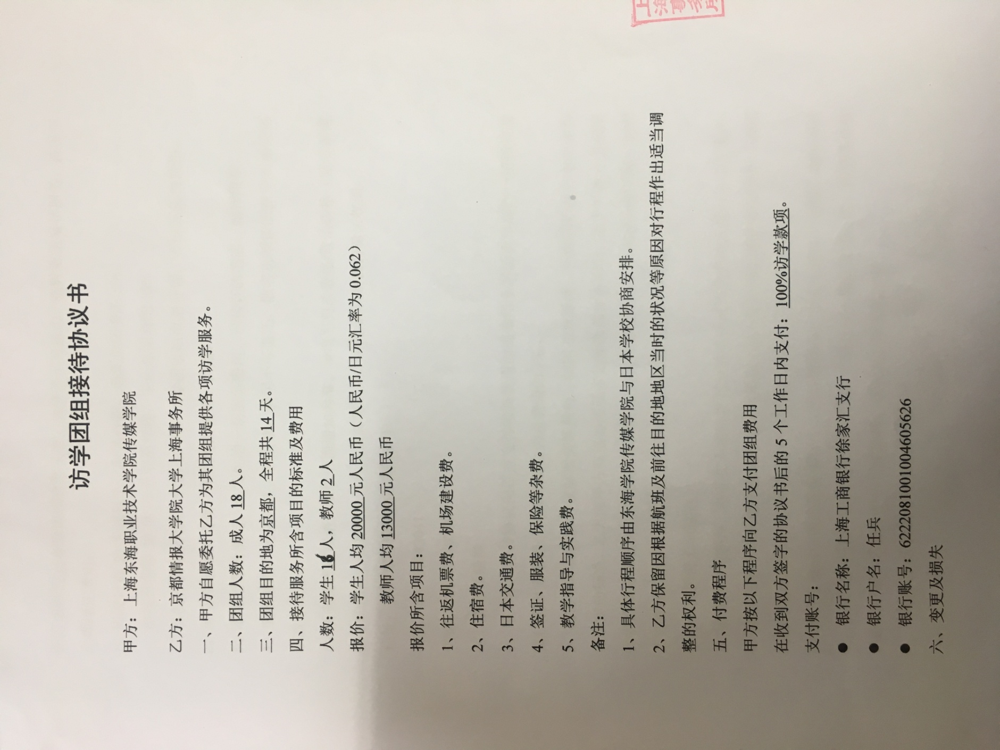 访学团组接待协议书
甲方：上海东海职业技术学院传媒学院
乙方：京都情报大学院大学上海事务所
一、甲方自愿委托乙方为其团组提供各项访学服务。
二、团组人数：成人 18 人。
三、团组目的地为京都，全程共 14 天。
四、接待服务所含项目的标准及费用
人数：学生 16 人，教师 2 人
报价：学生人均 20000 元人民币（人民币/日元汇率为 0.062）
教师人均 13000 元人民币
报价所含项目：
1、往返机票费、机场建设费。
2、住宿费。
3、日本交通费。
4、签证、服装、保险等杂费。
5、教学指导与实践费。
备注：
1、具体行程顺序由东海学院传媒学院与日本学校协商安排。
2、乙方保留因根据航班及前往目的地地区当时的状况等原因对行程作出适当调
整的权利。
五、付费程序
甲方按以下程序向乙方支付团组费用
在收到双方签字的协议书后的 5 个工作日内支付：100%访学款项。
支付账号：
● 银行名称：上海工商银行徐家汇支行
● 银行户名：任兵
● 银行账号：6222081001004605626
六、变更及损失
上海事务所